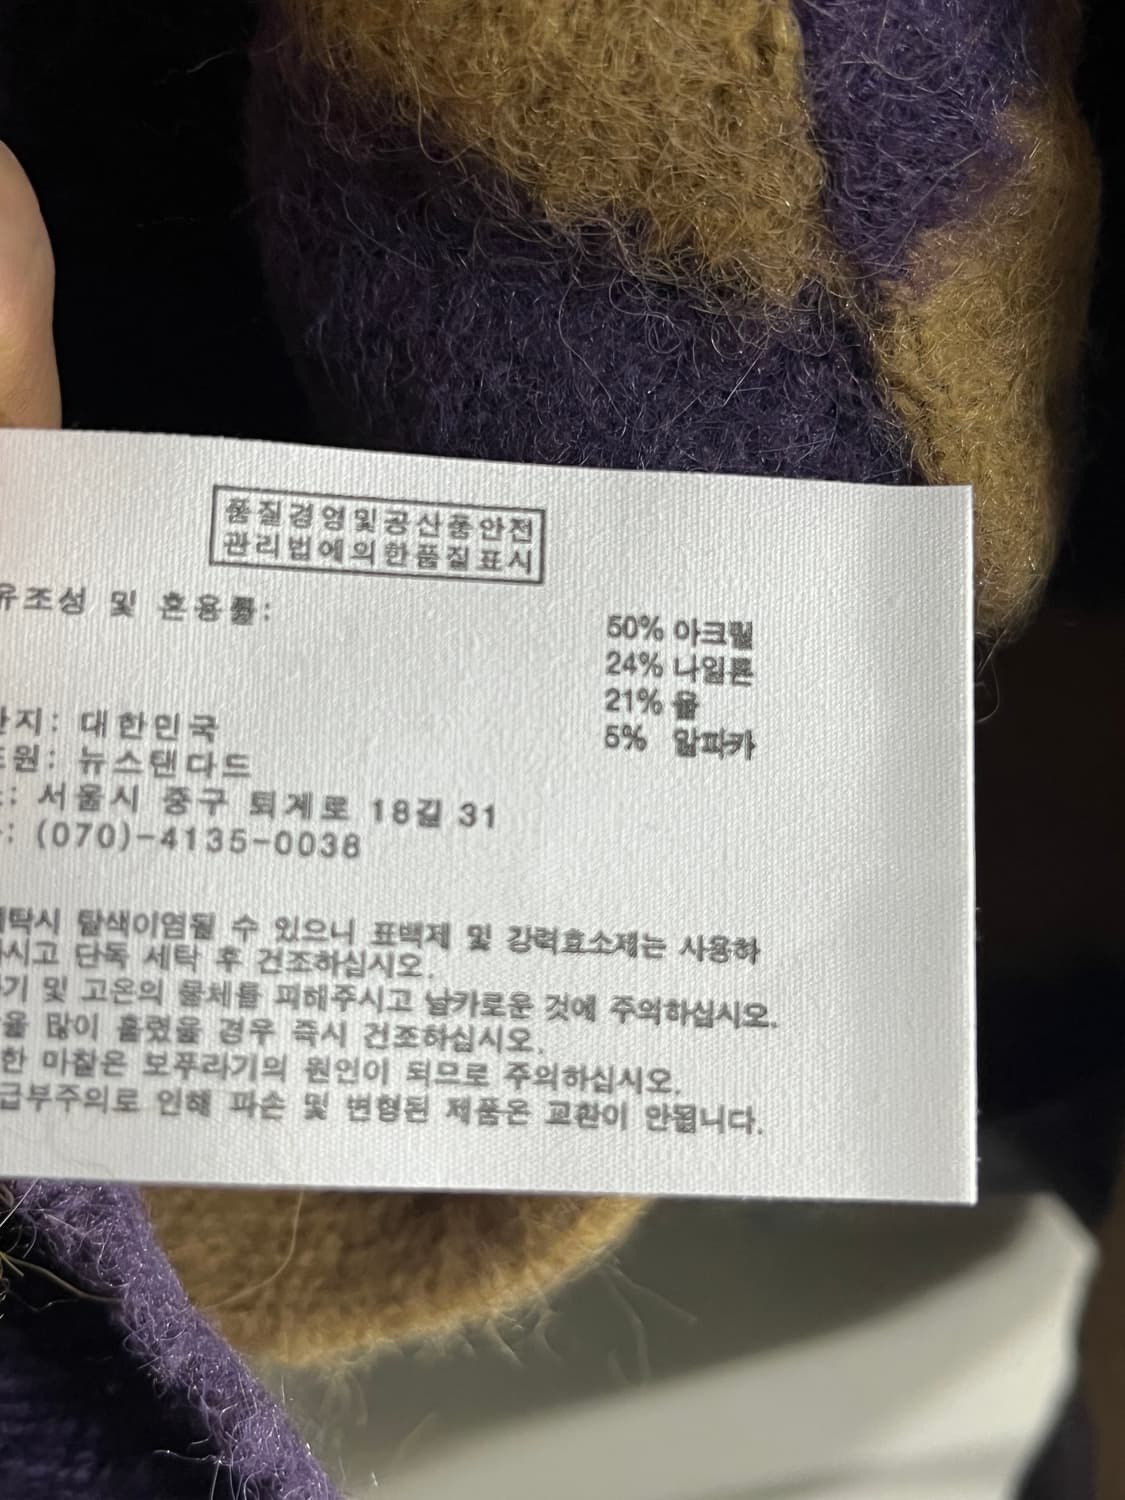 품질경영및공산품안전
관리법에의한품질표시
유조성 및 혼용률:
50% 아크릴
24% 나일론
21% 울
5% 알파카
산지: 대한민국
조원: 뉴스탠다드
: 서울시 중구 퇴계로 18길 31
: (070)-4135-0038
세탁시 탈색이염될 수 있으니 표백제 및 강력효소제는 사용하
마시고 단독 세탁 후 건조하십시오.
기 및 고온의 물체를 피해주시고 날카로운 것에 주의하십시오.
을 많이 흘렸을 경우 즉시 건조하십시오.
한 마찰은 보푸라기의 원인이 되므로 주의하십시오.
급부주의로 인해 파손 및 변형된 제품은 교환이 안됩니다.